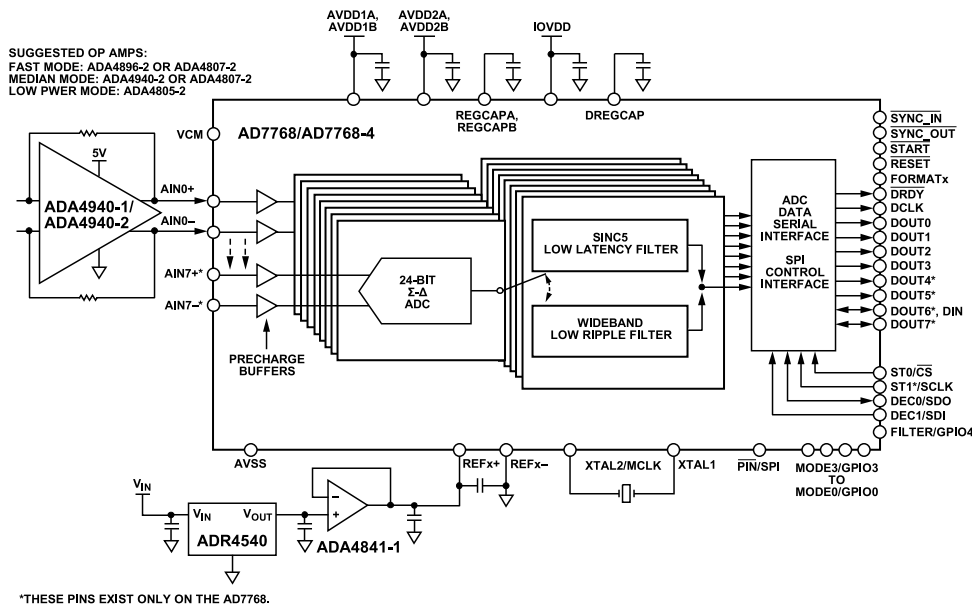 AVDD1A,
AVDD1B
AVDD2A,
AVDD2B
IOVDD
SUGGESTED OP AMPS:
FAST MODE: ADA4896-2 OR ADA4807-2
MEDIAN MODE: ADA4940-2 OR ADA4807-2
LOW PWER MODE: ADA4805-2
REGCAPA,
REGCAPB
DREGCAP
VCM
AD7768/AD7768-4
SYNC_IN
SYNC_OUT
START
RESET
FORMATx
DRDY
DCLK
DOUT0
DOUT1
DOUT2
DOUT3
DOUT4*
DOUT5*
DOUT6*, DIN
DOUT7*
5V
ADA4940-1/
ADA4940-2
AIN0+
AIN0–
AIN7+*
AIN7–*
PRECHARGE
BUFFERS
24-BIT
Σ-Δ
ADC
SINC5
LOW LATENCY FILTER
WIDEBAND
LOW RIPPLE FILTER
ADC
DATA
SERIAL
INTERFACE
SPI
CONTROL
INTERFACE
ST0/CS
ST1*/SCLK
DEC0/SDO
DEC1/SDI
FILTER/GPIO4
AVSS
REFx+
REFx–
XTAL2/MCLK
XTAL1
PIN/SPI
MODE3/GPIO3
TO
MODE0/GPIO0
VIN
VIN
VOUT
ADR4540
–
+
ADA4841-1
*THESE PINS EXIST ONLY ON THE AD7768.